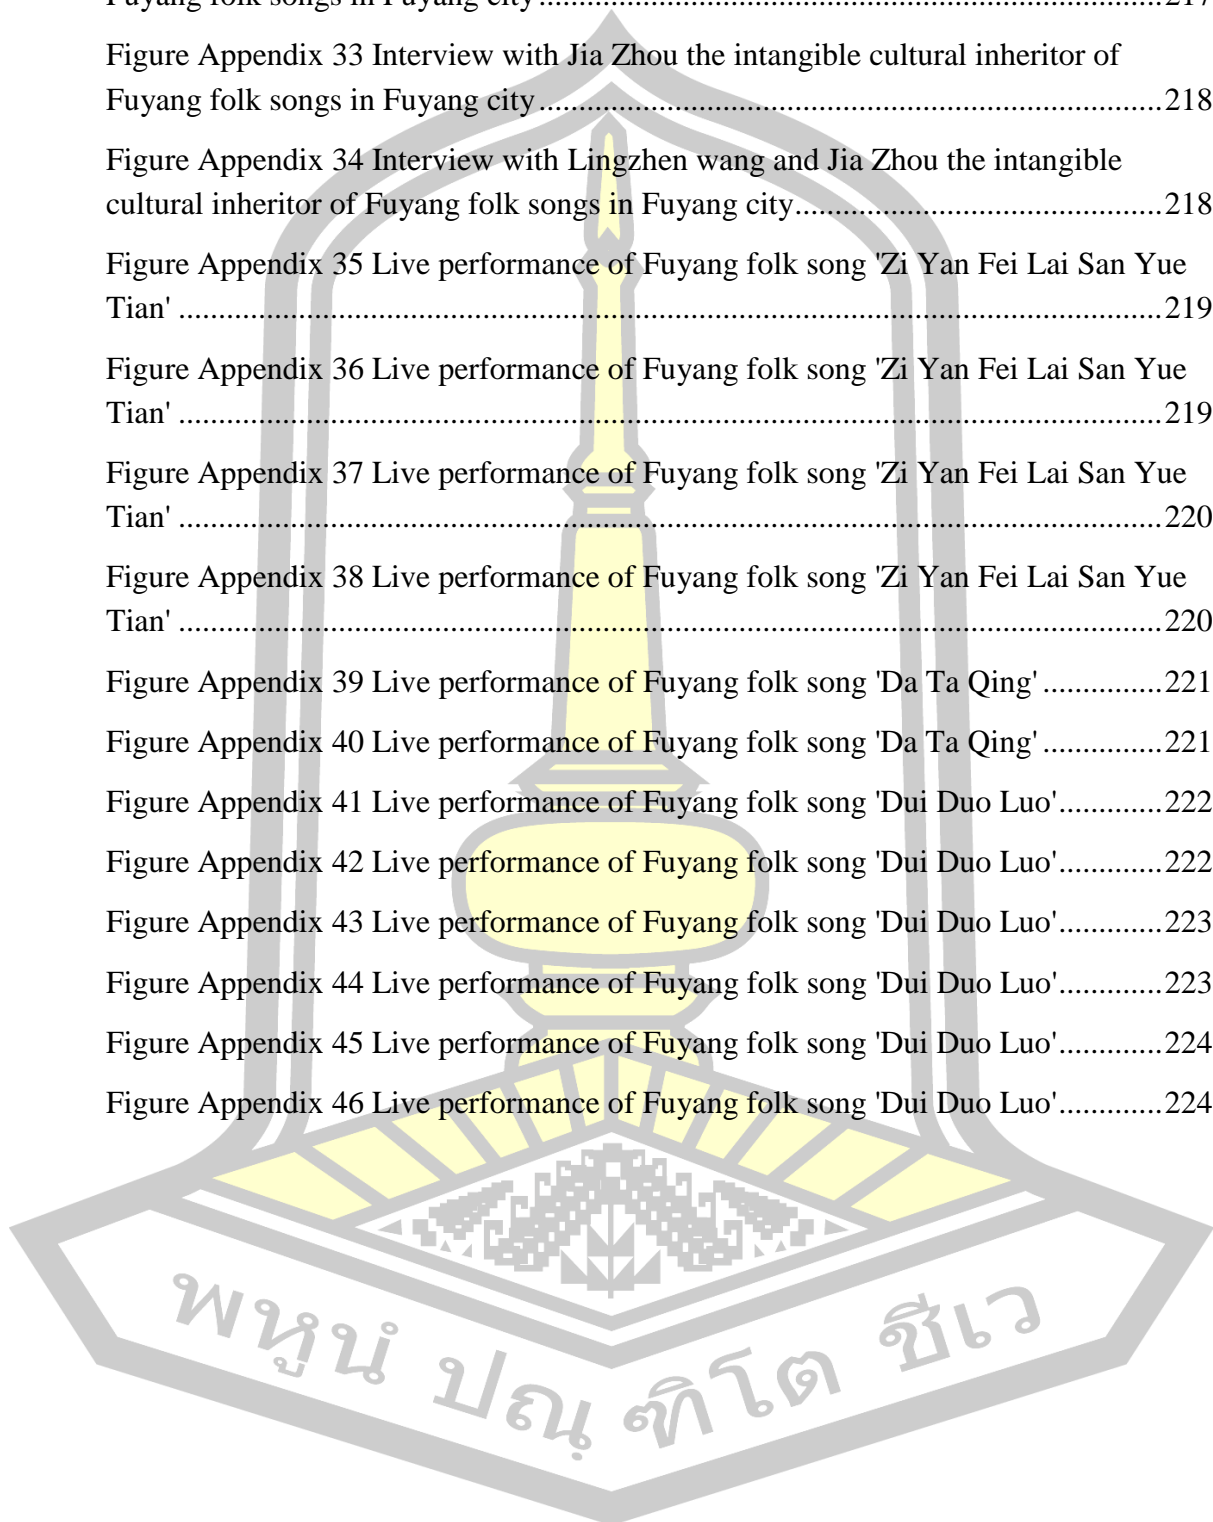 Fuyang folk songs in Fuyang city.......................................................................217
Figure Appendix 33 Interview with Jia Zhou the intangible cultural inheritor of
Fuyang folk songs in Fuyang city.......................................................................218
Figure Appendix 34 Interview with Lingzhen wang and Jia Zhou the intangible
cultural inheritor of Fuyang folk songs in Fuyang city..........................................218
Figure Appendix 35 Live performance of Fuyang folk song 'Zi Yan Fei Lai San Yue
Tian' ................................................................................................................219
Figure Appendix 36 Live performance of Fuyang folk song 'Zi Yan Fei Lai San Yue
Tian' ................................................................................................................219
Figure Appendix 37 Live performance of Fuyang folk song 'Zi Yan Fei Lai San Yue
Tian' ................................................................................................................220
Figure Appendix 38 Live performance of Fuyang folk song 'Zi Yan Fei Lai San Yue
Tian' ................................................................................................................220
Figure Appendix 39 Live performance of Fuyang folk song 'Da Ta Qing' ...............221
Figure Appendix 40 Live performance of Fuyang folk song 'Da Ta Qing' ...............221
Figure Appendix 41 Live performance of Fuyang folk song 'Dui Duo Luo'.............222
Figure Appendix 42 Live performance of Fuyang folk song 'Dui Duo Luo'.............222
Figure Appendix 43 Live performance of Fuyang folk song 'Dui Duo Luo'.............223
Figure Appendix 44 Live performance of Fuyang folk song 'Dui Duo Luo'.............223
Figure Appendix 45 Live performance of Fuyang folk song 'Dui Duo Luo'.............224
Figure Appendix 46 Live performance of Fuyang folk song 'Dui Duo Luo'.............224
พหูนํ ปณฺ ฑิโต ชีเว